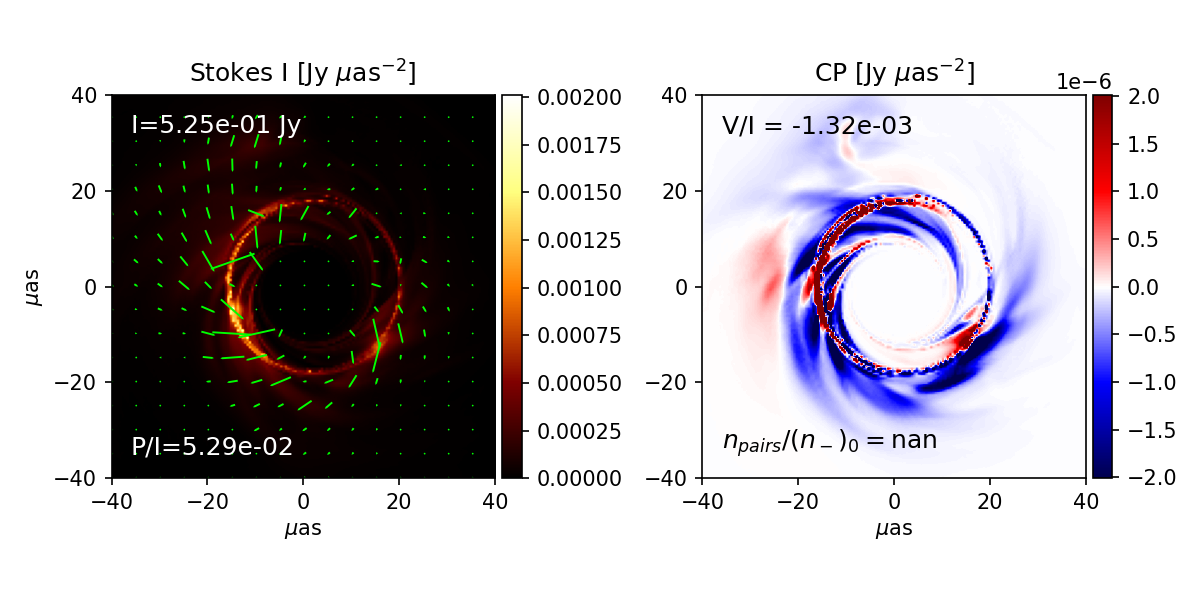 Stokes I [Jy μas⁻²]
I=5.25e-01 Jy
P/I=5.29e-02
40
20
0
−20
−40
−40 −20 0 20 40
μas
μas
0.00200
0.00175
0.00150
0.00125
0.00100
0.00075
0.00050
0.00025
0.00000
CP [Jy μas⁻²]
1e-6
V/I = -1.32e-03
n_pairs/(n_−)_0 = nan
40
20
0
−20
−40
−40 −20 0 20 40
μas
2.0
1.5
1.0
0.5
0.0
−0.5
−1.0
−1.5
−2.0